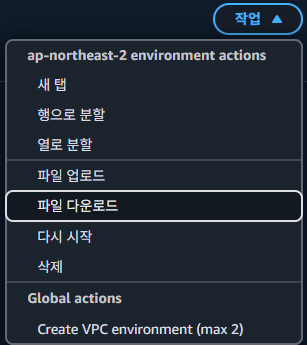 작업 ▲
ap-northeast-2 environment actions
새 탭
행으로 분할
열로 분할
파일 업로드
파일 다운로드
다시 시작
삭제
Global actions
Create VPC environment (max 2)